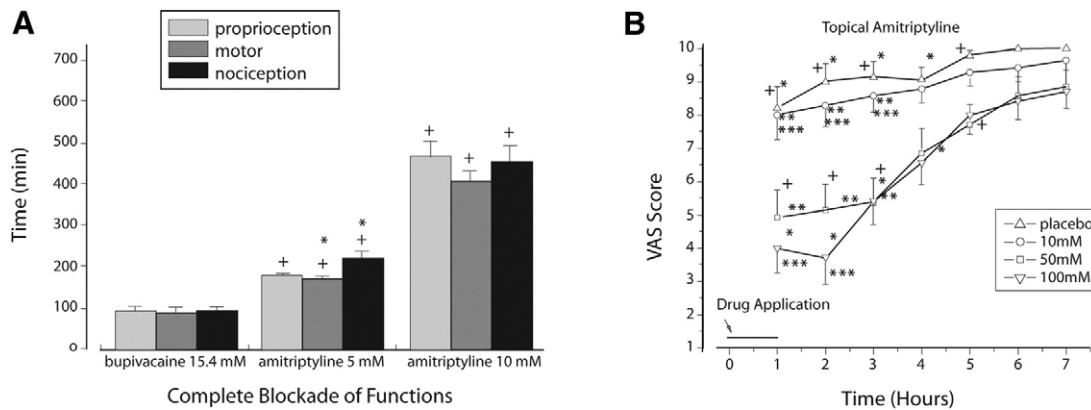 A
proprioception
motor
nociception
700
600
500
400
300
200
100
0
Time (min)
+
+
+
*
*
+
+
+
bupivacaine 15.4 mM
amitriptyline 5 mM
amitriptyline 10 mM
Complete Blockade of Functions
B
Topical Amitriptyline
10
9
8
7
6
5
4
3
2
1
VAS Score
+ *
+ *
+ *
*
+
**
***
**
***
**
***
+
+
+
*
**
**
**
*
*
***
***
*
+
placebo
10mM
50mM
100mM
Drug Application
0 1 2 3 4 5 6 7
Time (Hours)